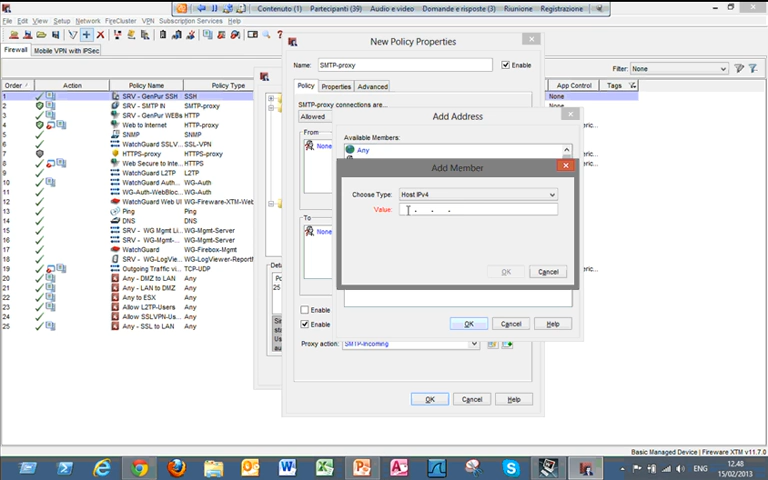 Contenuto (1) Partecipanti (39) Audio e video Domande e risposte (3) Riunione Registrazione
File Edit View Setup Network FireCluster VPN Subscription Services Help
Firewall Mobile VPN with IPSec
Filter: None
Order / Action Policy Name Policy Type App Control Tags
1 SRV - GenPur SSH SSH None
2 SRV - SMTP IN SMTP-proxy None
3 SRV - GenPur WEBs HTTP
4 Web to Internet HTTP-proxy
5 SNMP SNMP
6 WatchGuard SSLV... SSL-VPN
7 HTTPS-proxy HTTPS-proxy
8 Web Secure to Inte... HTTPS
9 WatchGuard L2TP L2TP
10 WatchGuard Auth WG-Auth
11 WG-Auth-WebBloc... WG-Auth
12 WatchGuard Web UI WG-Fireware-XTM-Web
13 Ping Ping
14 DNS DNS
15 SRV - WG Mgmt Li... WG-Mgmt-Server
16 SRV - WG Mgmt-... WG-Mgmt-Server
17 WatchGuard WG-Firebox-Mgmt
18 SRV - WG-LogVie... WG-LogViewer-Report
19 Outgoing Traffic vi... TCP-UDP
20 Any - DMZ to LAN Any
21 Any - LAN to DMZ Any
22 Any to ESX Any
23 Allow L2TP-Users Any
24 Allow SSLVPN-Us... Any
25 Any - SSL to LAN Any
New Policy Properties
Name: SMTP-proxy Enable
Policy Properties Advanced
SMTP-proxy connections are...
Allowed
From
None
To
None
Enable
Enable
Proxy action: SMTP-Incoming
OK Cancel Help
Add Address
Available Members:
Any
OK Cancel Help
Add Member
Choose Type: Host IPv4
Value: . . .
OK Cancel
Basic Managed Device Fireware XTM v11.7.0
ENG
12.48
15/02/2013